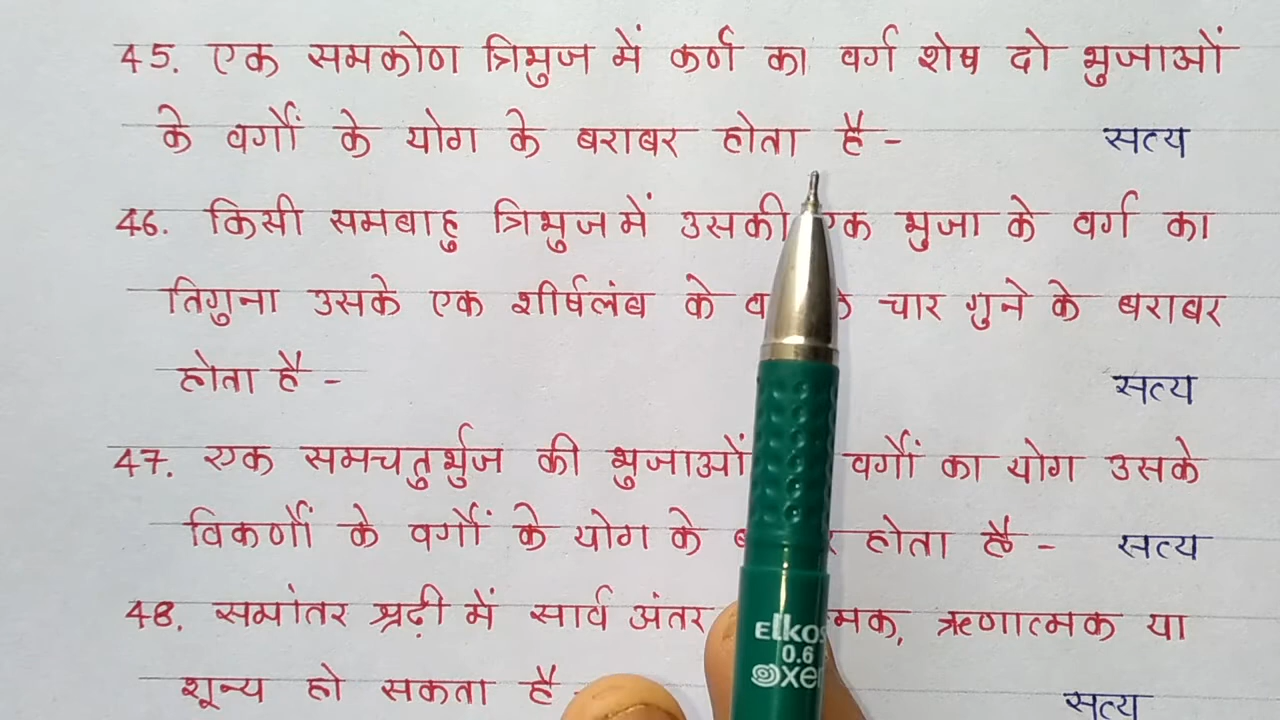 45. एक समकोण त्रिभुज में कर्ण का वर्ग शेष दो भुजाओं
के वर्गों के योग के बराबर होता है - सत्य
46. किसी समबाहु त्रिभुज में उसकी एक भुजा के वर्ग का
तिगुना उसके एक शीर्षलंब के चार गुने के बराबर
होता है - सत्य
47. एक समचतुर्भुज की भुजाओं वर्गों का योग उसके
विकर्णों के वर्गों के योग के होता है - सत्य
48. समांतर श्रढ़ी में सार्व अंतर ऋणात्मक या
शून्य हो सकता है - सत्य
Elkos
0.6